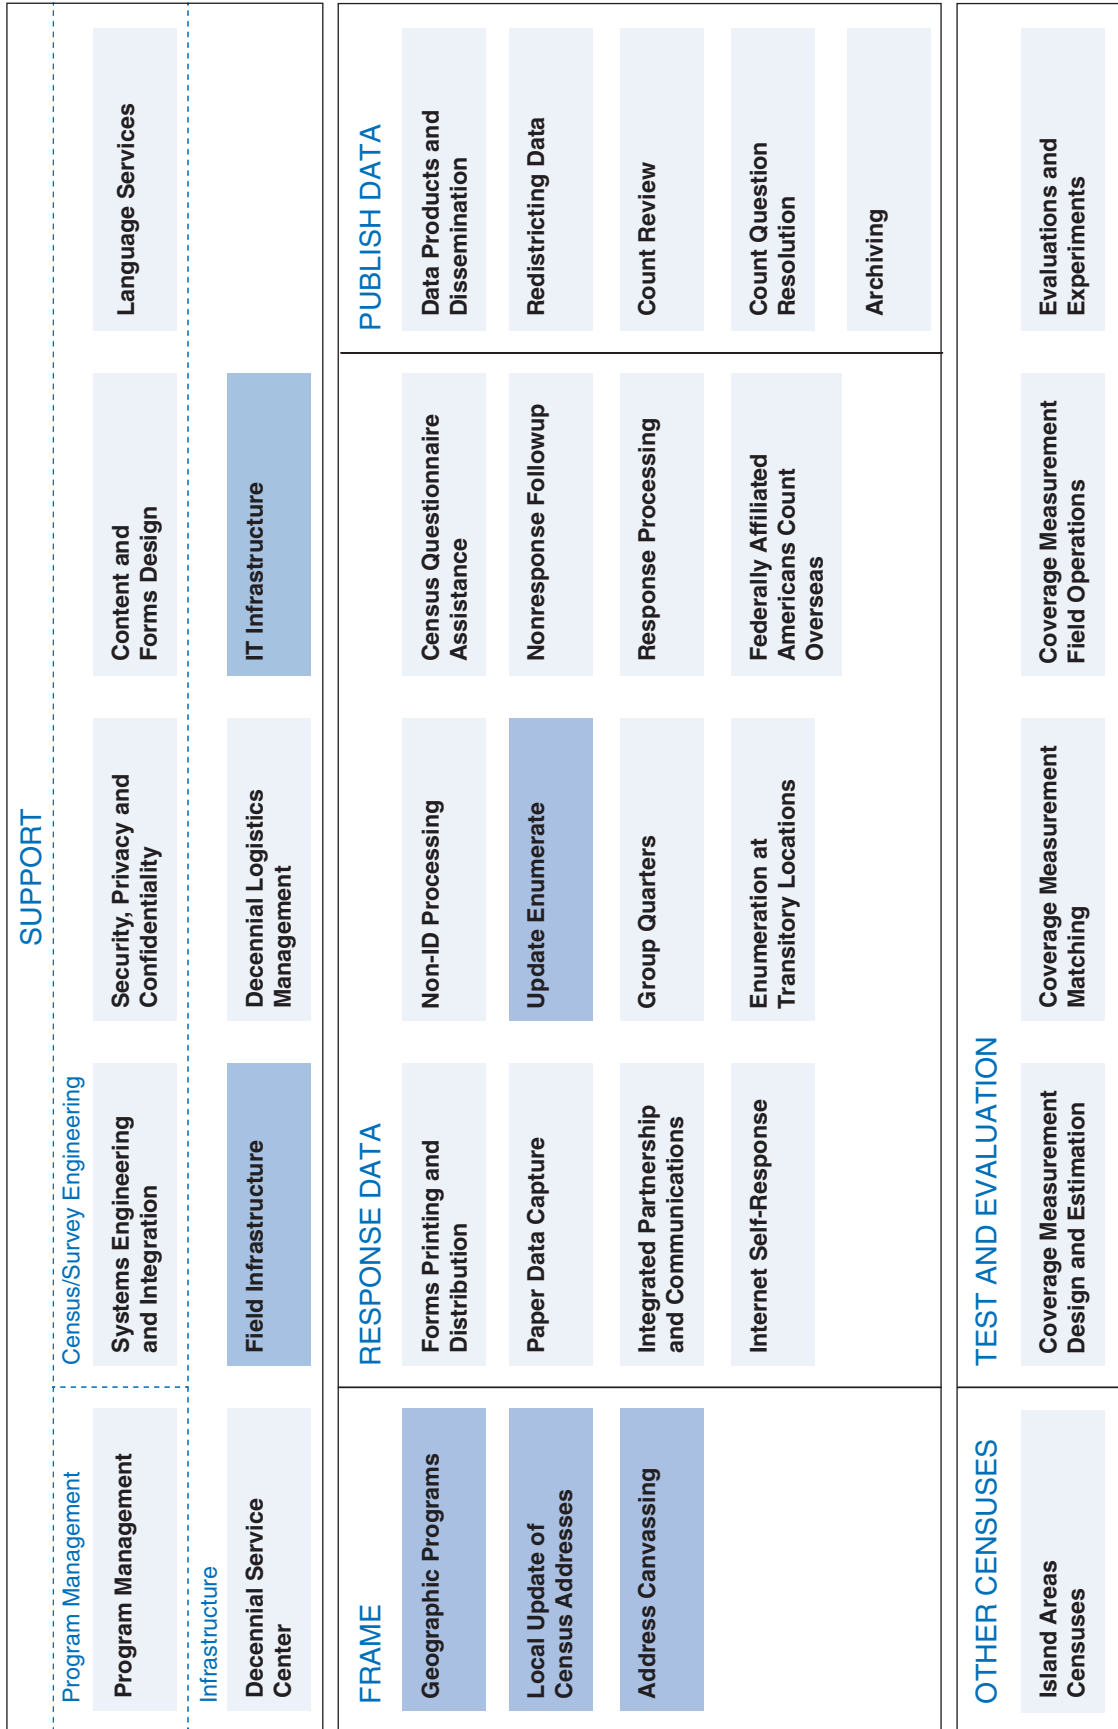 SUPPORT
Program Management
Census/Survey Engineering
Program Management
Systems Engineering
and Integration
Security, Privacy and
Confidentiality
Content and
Forms Design
Language Services
Infrastructure
Decennial Service
Center
Field Infrastructure
Decennial Logistics
Management
IT Infrastructure
FRAME
Geographic Programs
Local Update of
Census Addresses
Address Canvassing
RESPONSE DATA
Forms Printing and
Distribution
Paper Data Capture
Integrated Partnership
and Communications
Internet Self-Response
Non-ID Processing
Update Enumerate
Group Quarters
Enumeration at
Transitory Locations
Census Questionnaire
Assistance
Nonresponse Followup
Response Processing
Federally Affiliated
Americans Count
Overseas
PUBLISH DATA
Data Products and
Dissemination
Redistricting Data
Count Review
Count Question
Resolution
Archiving
OTHER CENSUSES
Island Areas
Censuses
TEST AND EVALUATION
Coverage Measurement
Design and Estimation
Coverage Measurement
Matching
Coverage Measurement
Field Operations
Evaluations and
Experiments